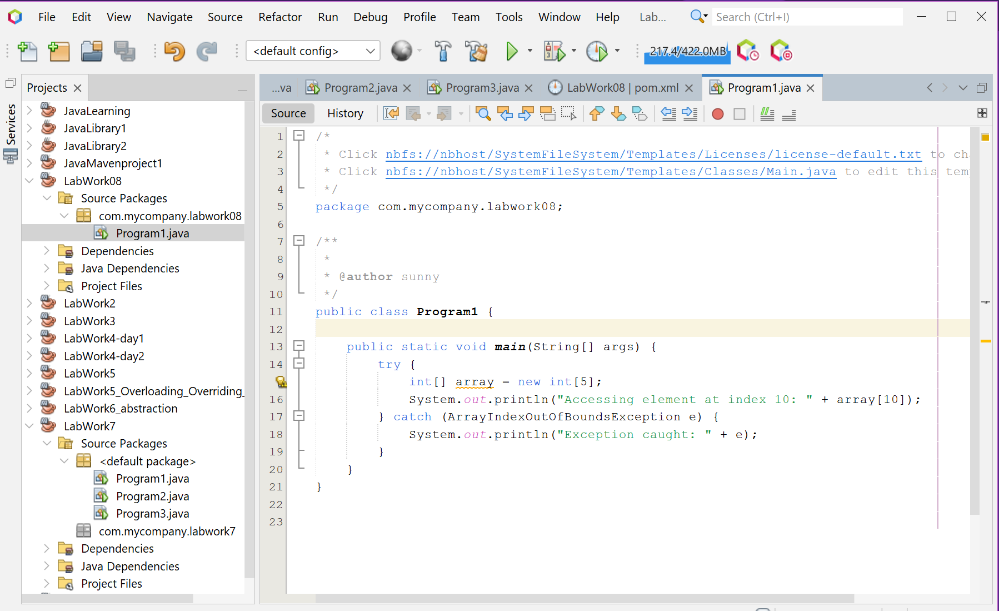 File Edit View Navigate Source Refactor Run Debug Profile Team Tools Window Help Lab... Search (Ctrl+I)
<default config> 217.4/422.0MB
Services
Projects
JavaLearning
JavaLibrary1
JavaLibrary2
JavaMavenproject1
LabWork08
Source Packages
com.mycompany.labwork08
Program1.java
Dependencies
Java Dependencies
Project Files
LabWork2
LabWork3
LabWork4-day1
LabWork4-day2
LabWork5
LabWork5_Overloading_Overriding_
LabWork6_abstraction
LabWork7
Source Packages
<default package>
Program1.java
Program2.java
Program3.java
com.mycompany.labwork7
Dependencies
Java Dependencies
Project Files
...va Program2.java Program3.java LabWork08 | pom.xml Program1.java
Source History
1 /*
2 * Click nbfs://nbhost/SystemFileSystem/Templates/Licenses/license-default.txt to cha
3 * Click nbfs://nbhost/SystemFileSystem/Templates/Classes/Main.java to edit this temp
4 */
5 package com.mycompany.labwork08;
6
7 /**
8 *
9 * @author sunny
10 */
11 public class Program1 {
12
13 public static void main(String[] args) {
14 try {
int[] array = new int[5];
16 System.out.println("Accessing element at index 10: " + array[10]);
17 } catch (ArrayIndexOutOfBoundsException e) {
18 System.out.println("Exception caught: " + e);
19 }
20 }
21 }
22
23